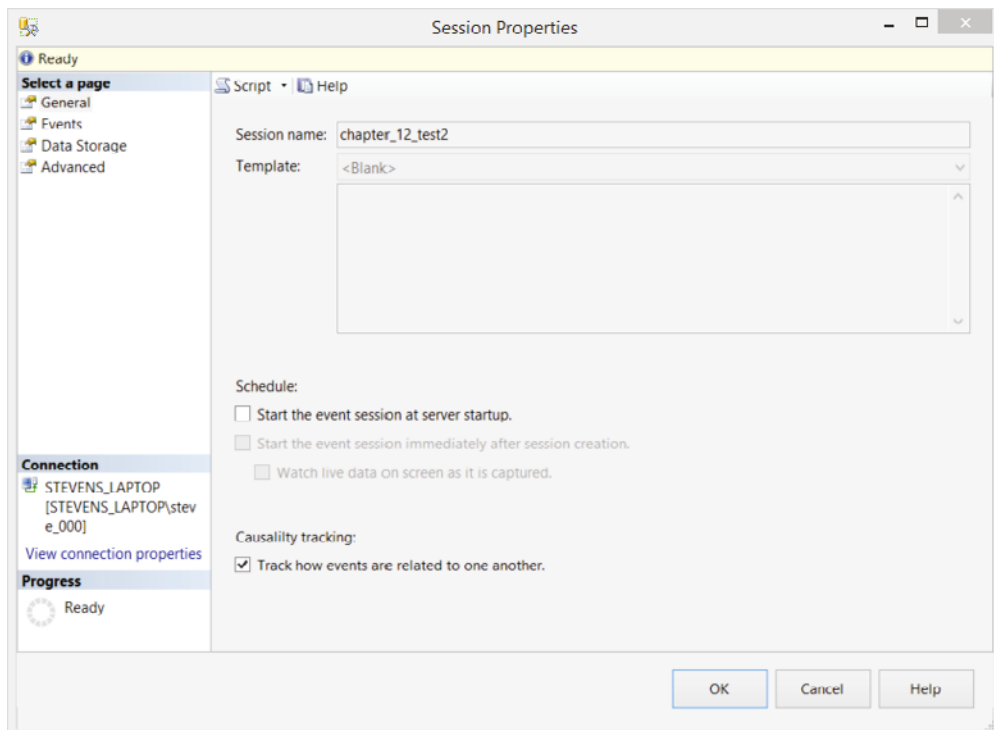 Session Properties
Ready
Select a page
General
Events
Data Storage
Advanced
Script
Help
Session name: chapter_12_test2
Template: <Blank>
Schedule:
Start the event session at server startup.
Start the event session immediately after session creation.
Watch live data on screen as it is captured.
Causalilty tracking:
Track how events are related to one another.
Connection
STEVENS_LAPTOP
[STEVENS_LAPTOP\stev
e_000]
View connection properties
Progress
Ready
OK
Cancel
Help